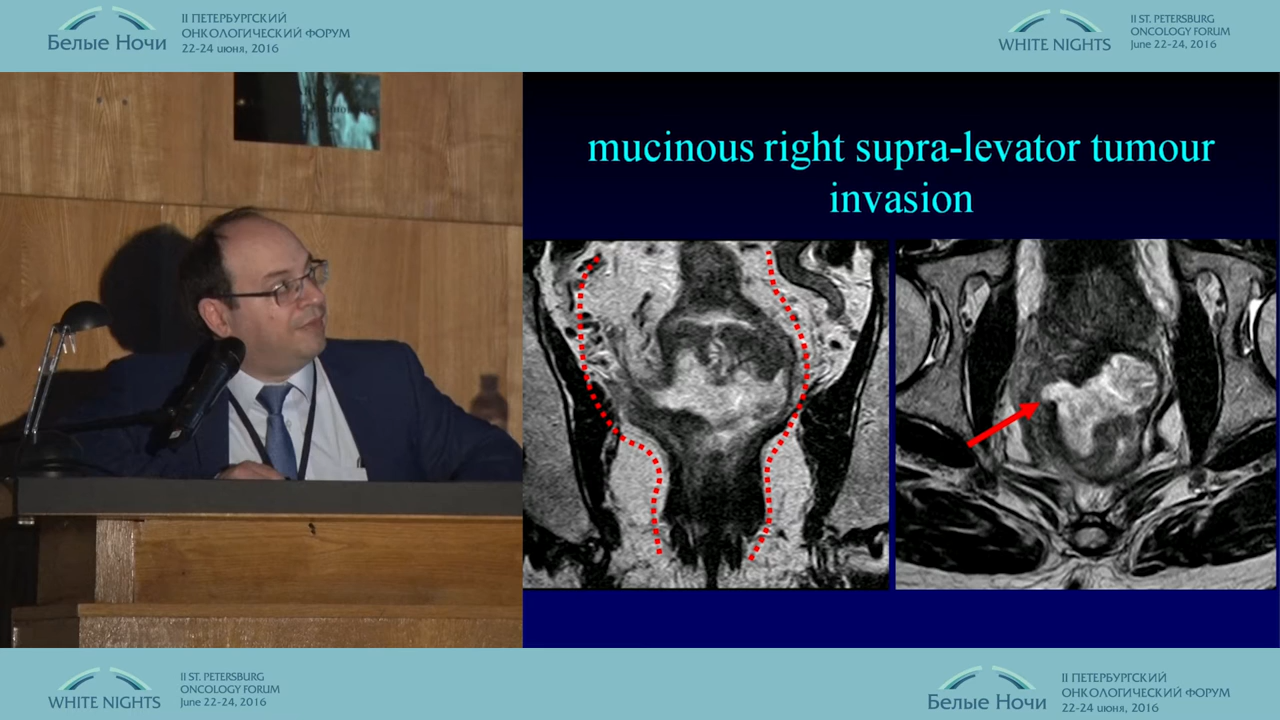 Белые Ночи
II ПЕТЕРБУРГСКИЙ
ОНКОЛОГИЧЕСКИЙ ФОРУМ
22-24 июня, 2016
WHITE NIGHTS
II ST. PETERSBURG
ONCOLOGY FORUM
June 22-24, 2016
mucinous right supra-levator tumour
invasion
WHITE NIGHTS
II ST. PETERSBURG
ONCOLOGY FORUM
June 22-24, 2016
Белые Ночи
II ПЕТЕРБУРГСКИЙ
ОНКОЛОГИЧЕСКИЙ ФОРУМ
22-24 июня, 2016